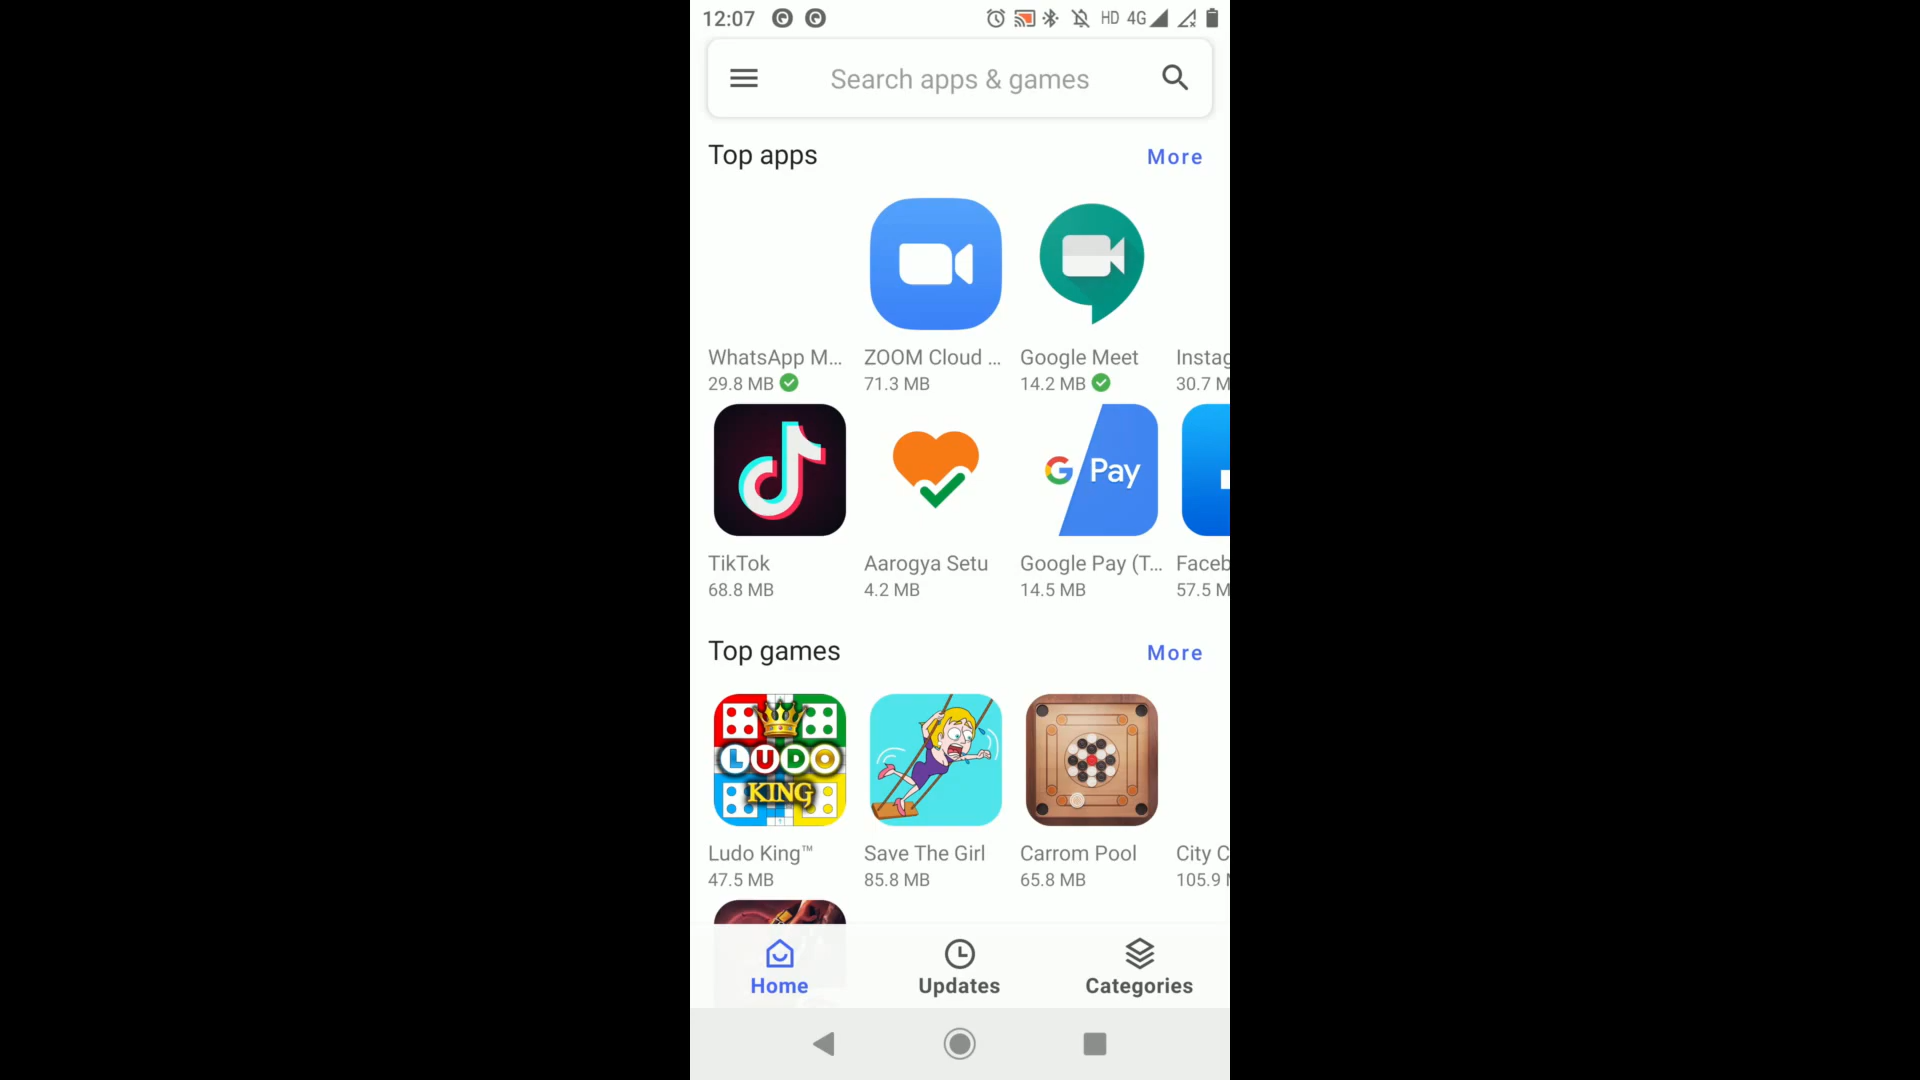 12:07 HD 4G
Search apps & games
Top apps More
WhatsApp M... ZOOM Cloud ... Google Meet Instag
29.8 MB 71.3 MB 14.2 MB 30.7 M
G Pay
TikTok Aarogya Setu Google Pay (T... Faceb
68.8 MB 4.2 MB 14.5 MB 57.5 M
Top games More
LUDO
KING
Ludo King™ Save The Girl Carrom Pool City C
47.5 MB 85.8 MB 65.8 MB 105.9
Home Updates Categories